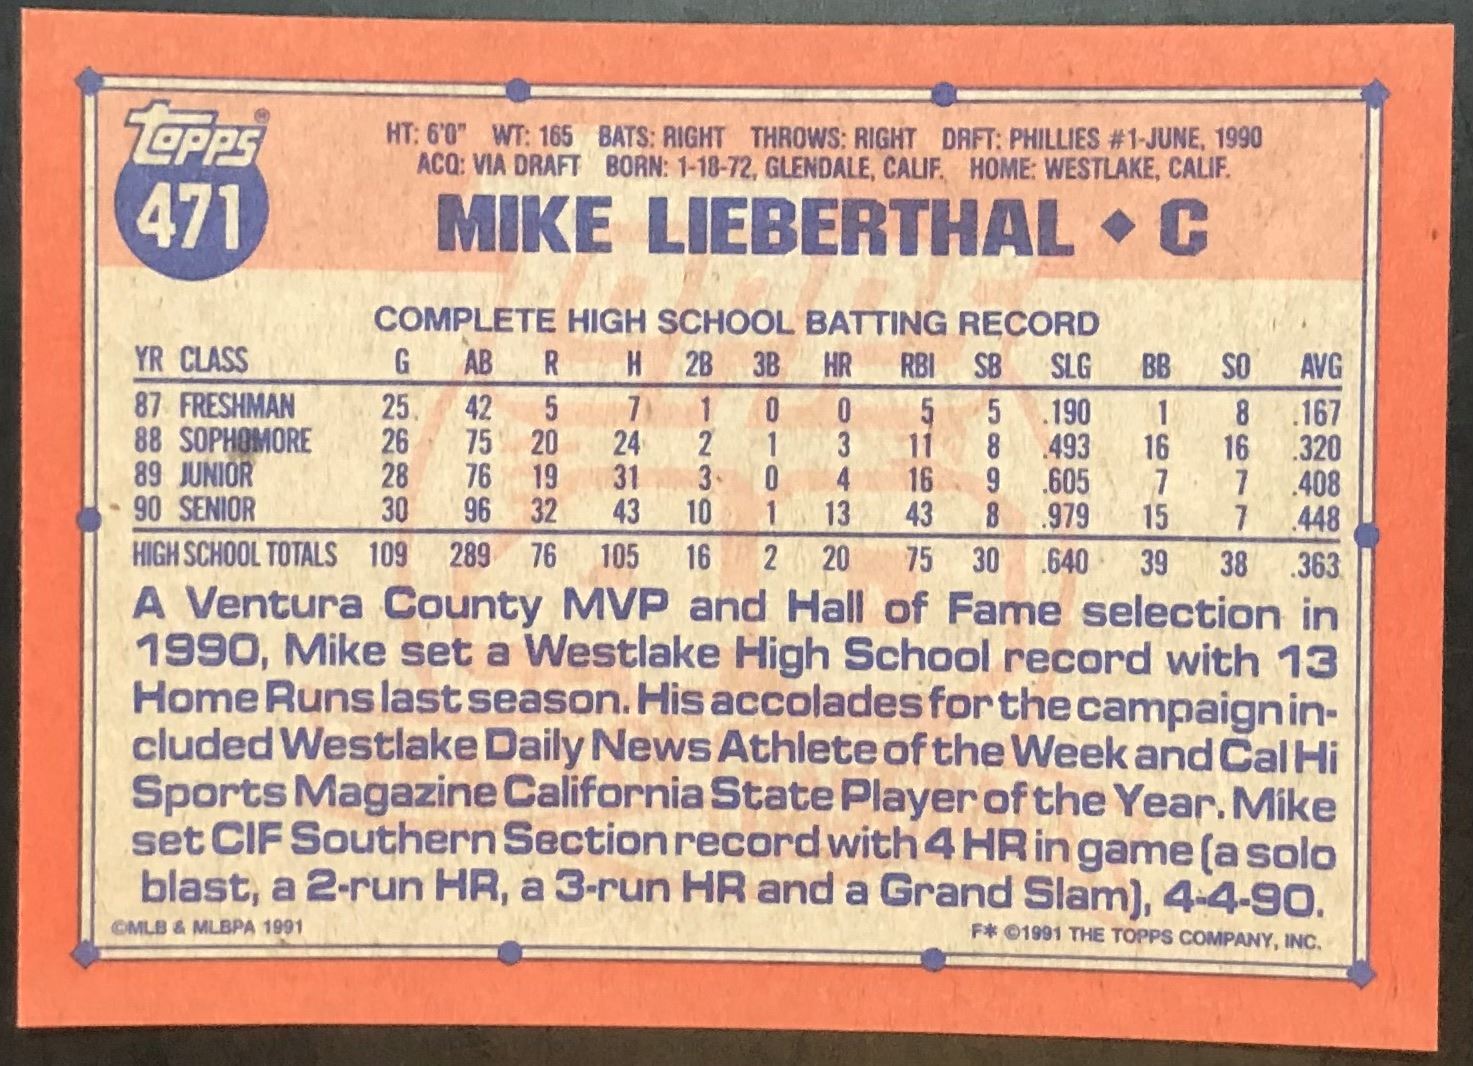 topps®
471
HT: 6'0" WT: 165 BATS: RIGHT THROWS: RIGHT DRFT: PHILLIES #1-JUNE, 1990
ACQ: VIA DRAFT BORN: 1-18-72, GLENDALE, CALIF. HOME: WESTLAKE, CALIF.
MIKE LIEBERTHAL ◆ C
COMPLETE HIGH SCHOOL BATTING RECORD
YR CLASS G AB R H 2B 3B HR RBI SB SLG BB SO AVG
87 FRESHMAN 25 42 5 7 1 0 0 5 5 .190 1 8 .167
88 SOPHOMORE 26 75 20 24 2 1 3 11 8 .493 16 16 .320
89 JUNIOR 28 76 19 31 3 0 4 16 9 .605 7 7 .408
90 SENIOR 30 96 32 43 10 1 13 43 8 .979 15 7 .448
HIGH SCHOOL TOTALS 109 289 76 105 16 2 20 75 30 .640 39 38 .363
A Ventura County MVP and Hall of Fame selection in
1990, Mike set a Westlake High School record with 13
Home Runs last season. His accolades for the campaign in-
cluded Westlake Daily News Athlete of the Week and Cal Hi
Sports Magazine California State Player of the Year. Mike
set CIF Southern Section record with 4 HR in game (a solo
blast, a 2-run HR, a 3-run HR and a Grand Slam), 4-4-90.
©MLB & MLBPA 1991
F* ©1991 THE TOPPS COMPANY, INC.